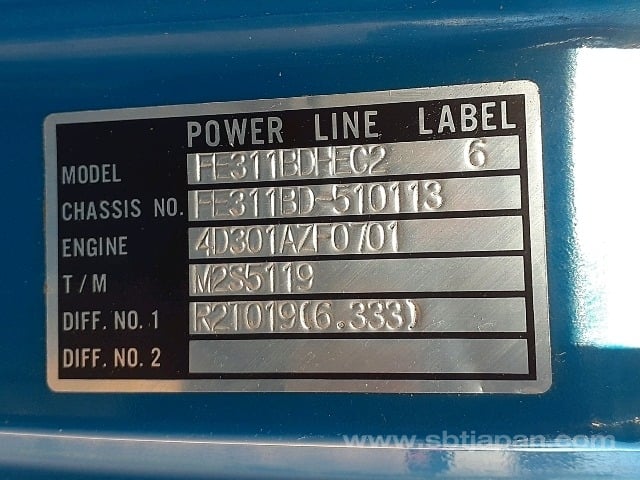 POWER LINE LABEL
MODEL FE311BDHEC2 6
CHASSIS NO. FE311BD-510113
ENGINE 4D301AZF0701
T/M M2S5119
DIFF. NO. 1 R2T019(6.333)
DIFF. NO. 2
www.sbtjapan.com